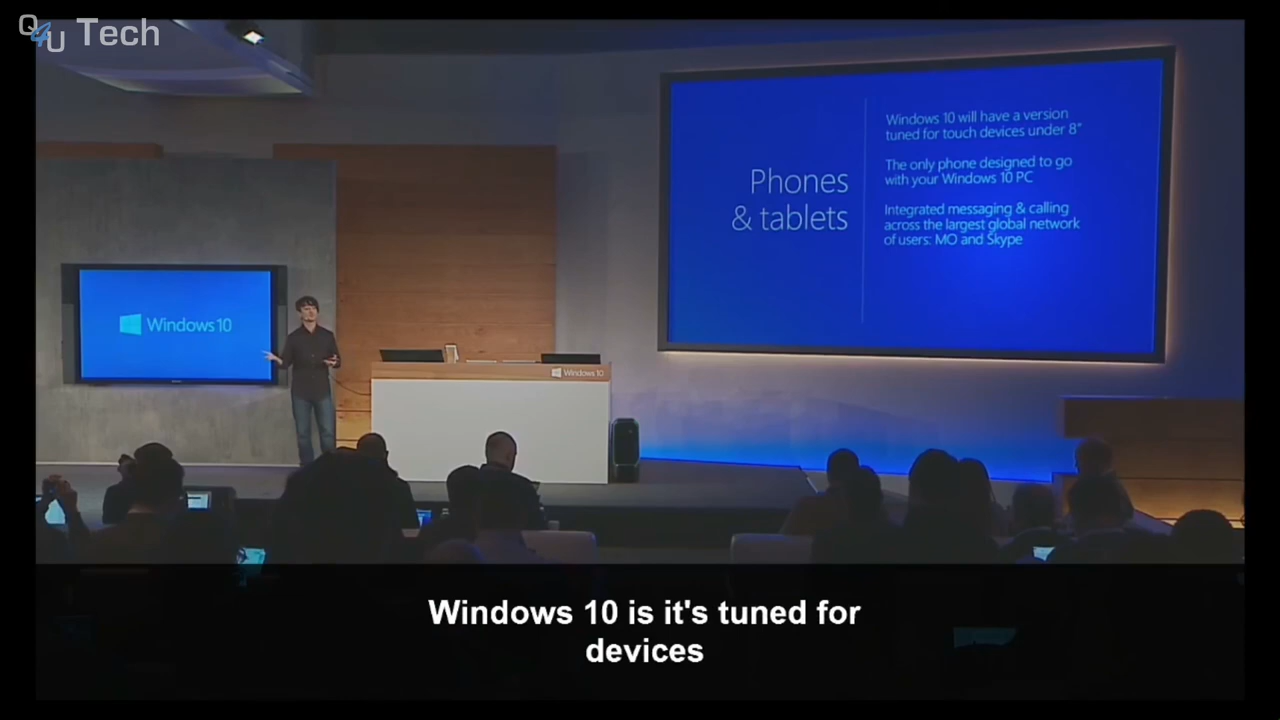 Q4U Tech
Windows 10 will have a version
tuned for touch devices under 8"
The only phone designed to go
with your Windows 10 PC
Phones
& tablets
Integrated messaging & calling
across the largest global network
of users: MO and Skype
Windows 10
Windows 10
Windows 10 is it's tuned for
devices